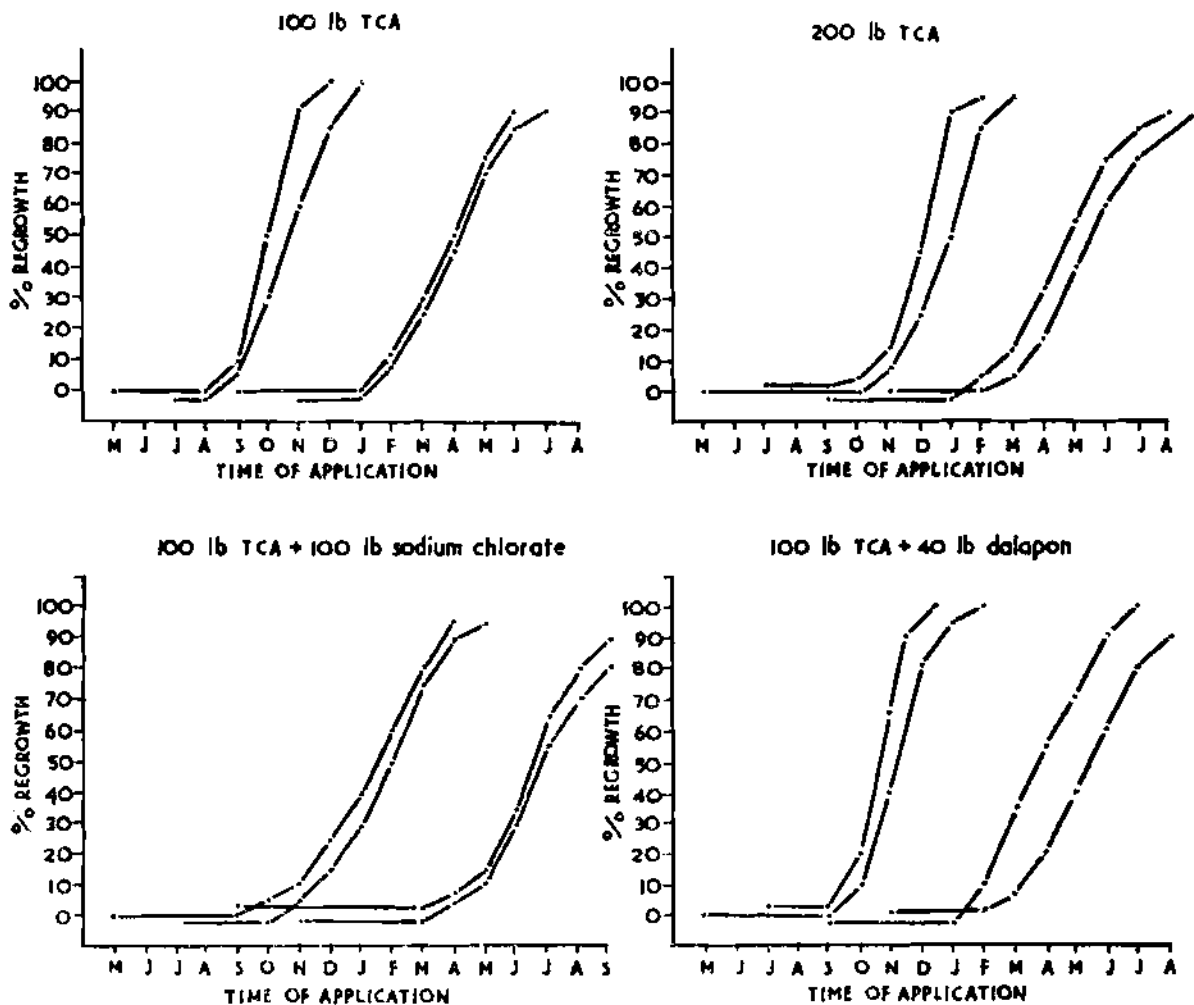 100 lb TCA
% REGROWTH
100
90
80
70
60
50
40
30
20
10
0
M J J A S O N D J F M A M J J A
TIME OF APPLICATION
200 lb TCA
% REGROWTH
100
90
80
70
60
50
40
30
20
10
0
M J J A S O N D J F M A M J J A
TIME OF APPLICATION
100 lb TCA + 100 lb sodium chlorate
% REGROWTH
100
90
80
70
60
50
40
30
20
10
0
M J J A S O N D J F M A M J J A S
TIME OF APPLICATION
100 lb TCA + 40 lb dalapon
% REGROWTH
100
90
80
70
60
50
40
30
20
10
0
M J J A S O N D J F M A M J J A
TIME OF APPLICATION